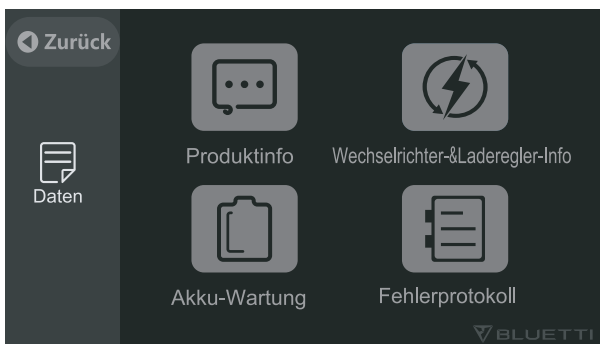 Zurück
Daten
Produktinfo
Wechselrichter-&Laderegler-Info
Akku-Wartung
Fehlerprotokoll
BLUETTI